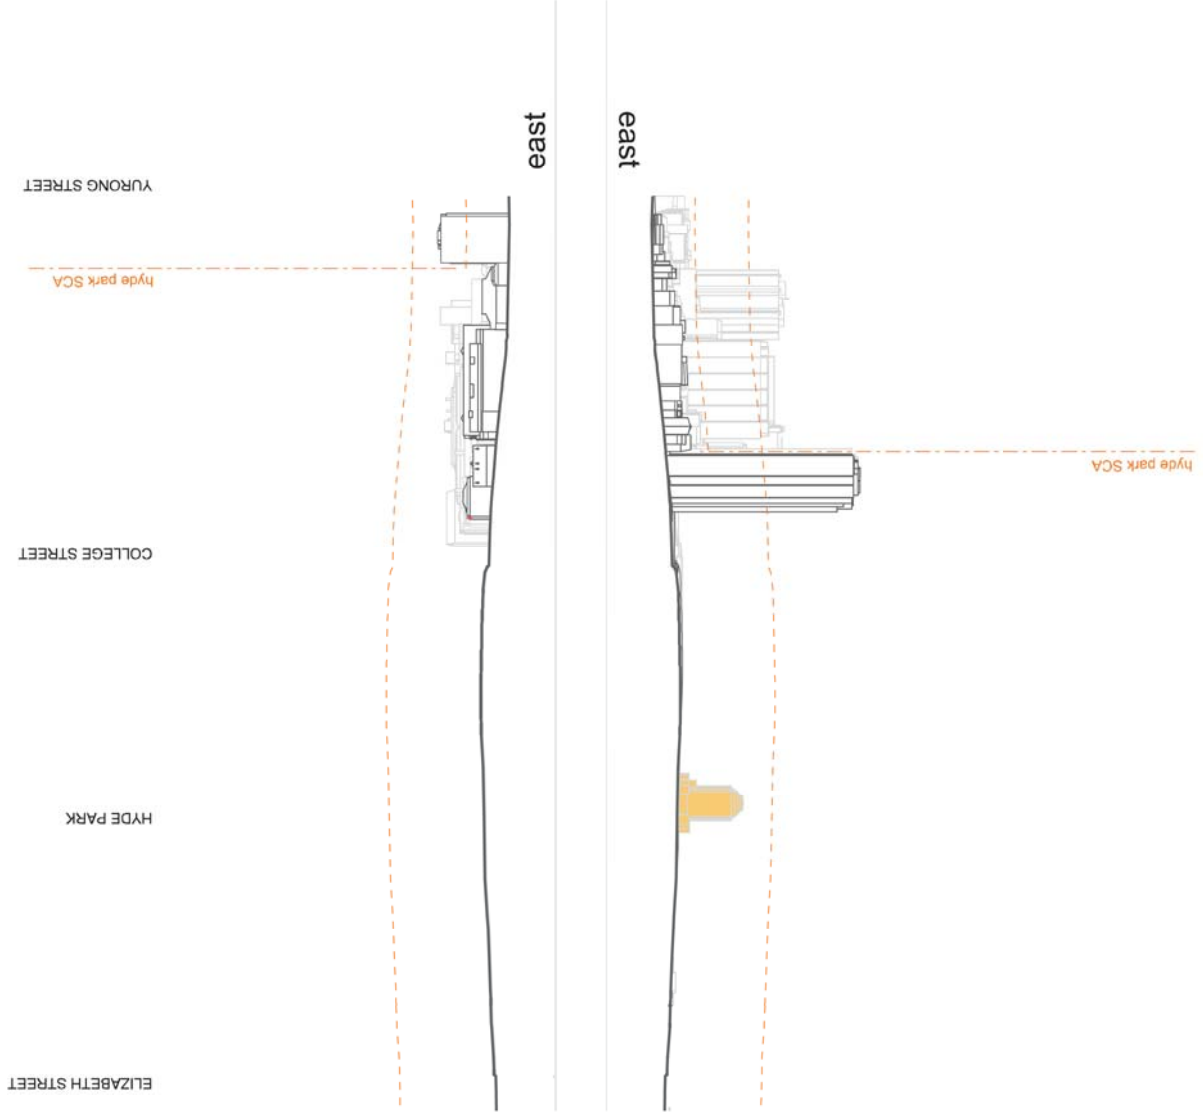 east
east
YURONG STREET
hyde park SCA
hyde park SCA
COLLEGE STREET
HYDE PARK
ELIZABETH STREET